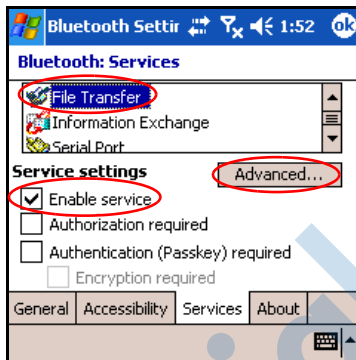 Bluetooth Settir 1:52 ok
Bluetooth: Services
File Transfer
Information Exchange
Serial Port
Service settings Advanced...
Enable service
Authorization required
Authentication (Passkey) required
Encryption required
General Accessibility Services About